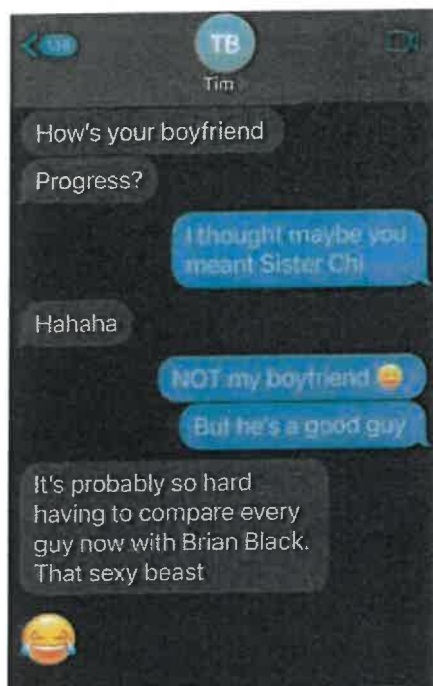 138
TB
Tim
How's your boyfriend
Progress?
I thought maybe you
meant Sister Chi
Hahaha
NOT my boyfriend 😄
But he's a good guy
It's probably so hard
having to compare every
guy now with Brian Black.
That sexy beast
😂